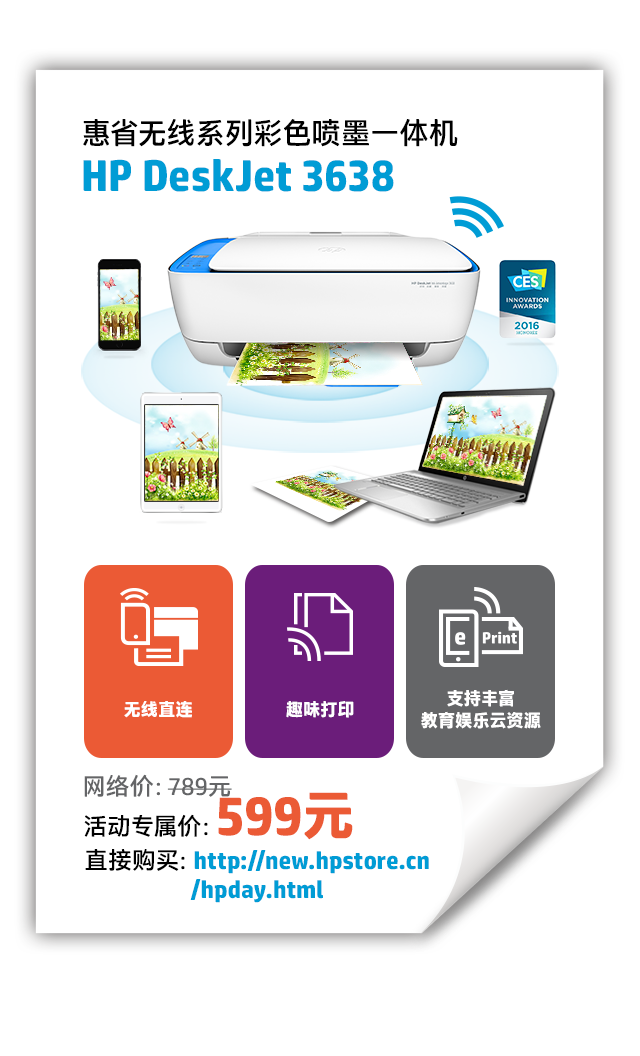 惠省无线系列彩色喷墨一体机
HP DeskJet 3638
CES
INNOVATION
AWARDS
2016
HONOREE
e Print
无线直连
趣味打印
支持丰富
教育娱乐云资源
网络价: 789元
活动专属价: 599元
直接购买: http://new.hpstore.cn
/hpday.html